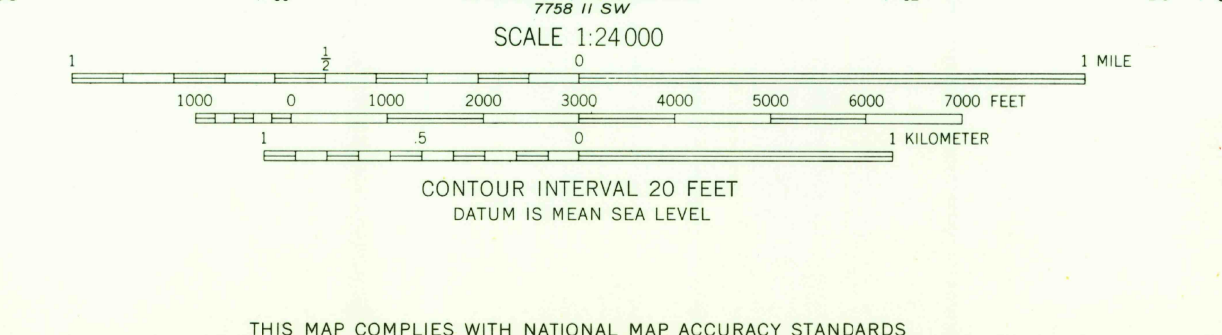 7758 II SW
SCALE 1:24 000
1 1/2 0 1 MILE
1000 0 1000 2000 3000 4000 5000 6000 7000 FEET
1 .5 0 1 KILOMETER
CONTOUR INTERVAL 20 FEET
DATUM IS MEAN SEA LEVEL
THIS MAP COMPLIES WITH NATIONAL MAP ACCURACY STANDARDS